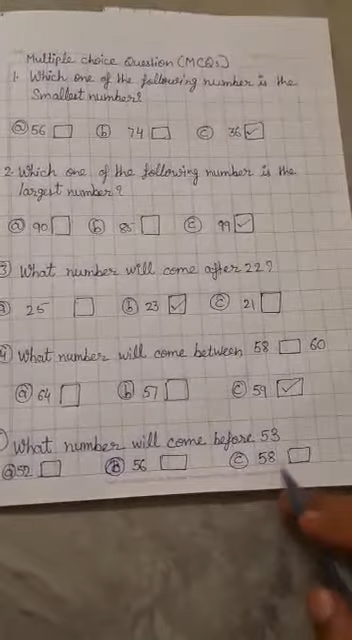 Multiple choice Question (MCQs)
1. Which one of the following number is the
Smallest number?
ⓐ 56 ☐ ⓑ 74 ☐ ⓒ 36 ☑
2. Which one of the following number is the
largest number?
ⓐ 90 ☐ ⓑ 85 ☐ ⓒ 99 ☑
③ What number will come after 22?
ⓐ 25 ☐ ⓑ 23 ☑ ⓒ 21 ☐
④ What number will come between 58 ☐ 60
ⓐ 64 ☐ ⓑ 57 ☐ ⓒ 59 ☑
What number will come before 53
ⓐ 52 ☐ ⓑ 56 ☐ ⓒ 58 ☐